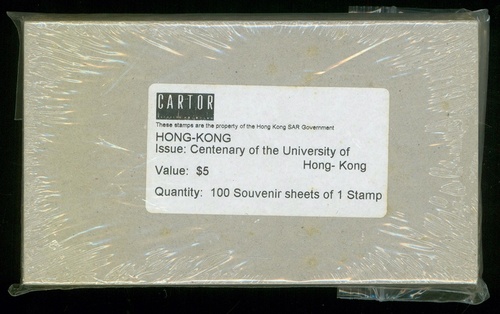 CARTOR
These stamps are the property of the Hong Kong SAR Government
HONG-KONG
Issue: Centenary of the University of
Hong- Kong
Value: $5
Quantity: 100 Souvenir sheets of 1 Stamp